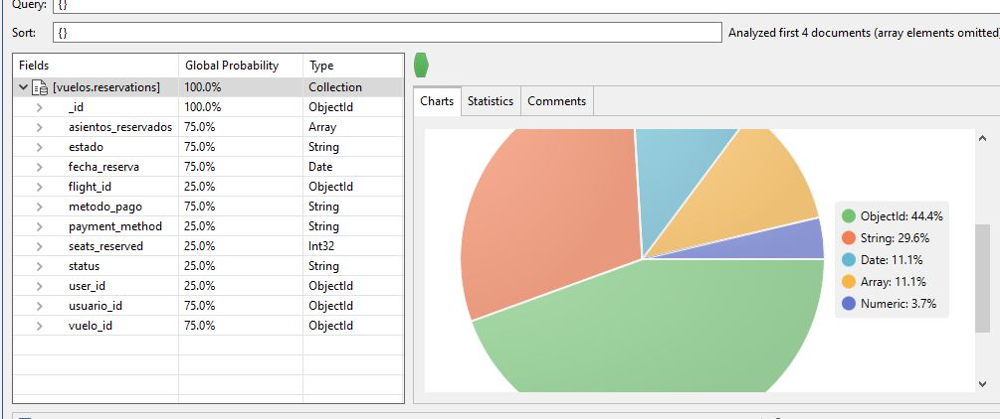 Query: {}
Sort: {} Analyzed first 4 documents (array elements omitted)
Fields Global Probability Type
[vuelos.reservations] 100.0% Collection
_id 100.0% ObjectId
asientos_reservados 75.0% Array
estado 75.0% String
fecha_reserva 75.0% Date
flight_id 25.0% ObjectId
metodo_pago 75.0% String
payment_method 25.0% String
seats_reserved 25.0% Int32
status 25.0% String
user_id 25.0% ObjectId
usuario_id 75.0% ObjectId
vuelo_id 75.0% ObjectId
Charts Statistics Comments
ObjectId: 44.4%
String: 29.6%
Date: 11.1%
Array: 11.1%
Numeric: 3.7%